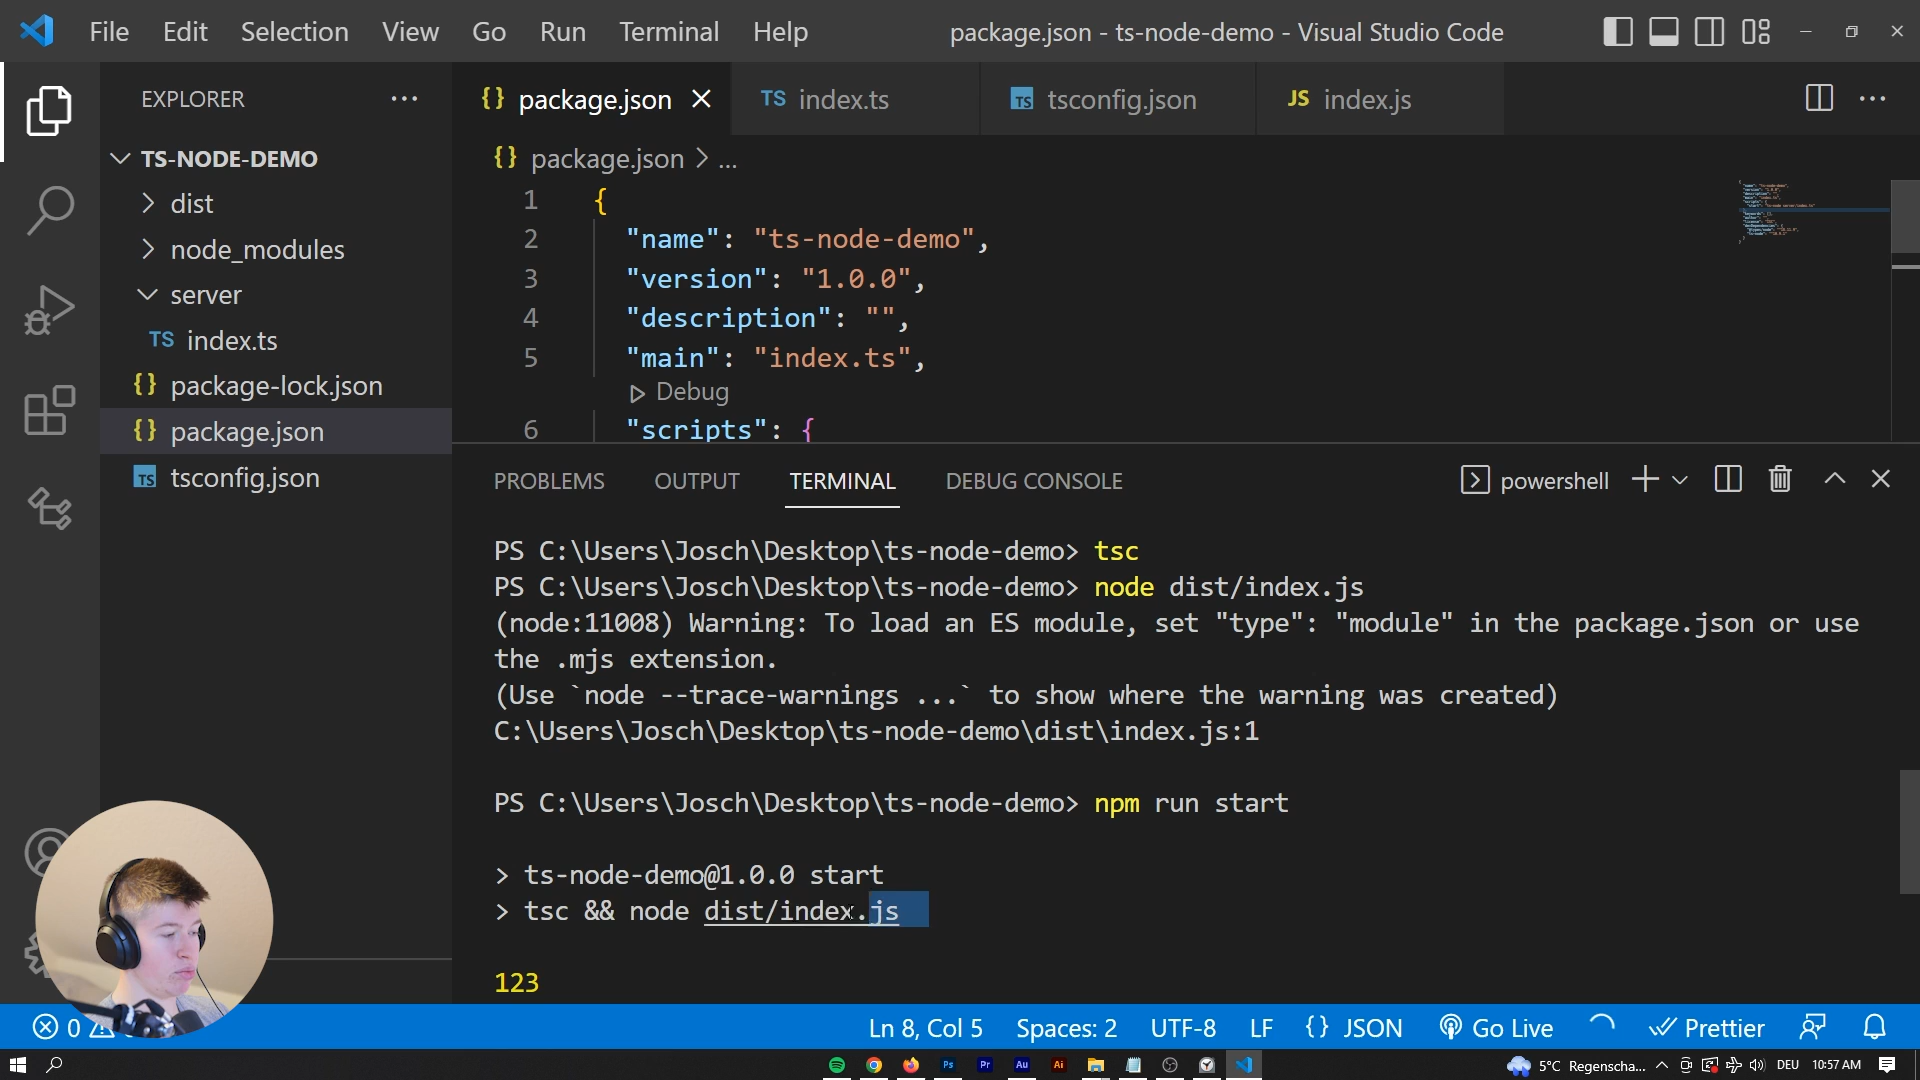 File Edit Selection View Go Run Terminal Help
package.json - ts-node-demo - Visual Studio Code
EXPLORER
TS-NODE-DEMO
dist
node_modules
server
TS index.ts
{} package-lock.json
{} package.json
TS tsconfig.json
{} package.json
TS index.ts
TS tsconfig.json
JS index.js
{} package.json > ...
1 {
2 "name": "ts-node-demo",
3 "version": "1.0.0",
4 "description": "",
5 "main": "index.ts",
Debug
6 "scripts": {
PROBLEMS OUTPUT TERMINAL DEBUG CONSOLE
powershell
PS C:\Users\Josch\Desktop\ts-node-demo> tsc
PS C:\Users\Josch\Desktop\ts-node-demo> node dist/index.js
(node:11008) Warning: To load an ES module, set "type": "module" in the package.json or use
the .mjs extension.
(Use `node --trace-warnings ...` to show where the warning was created)
C:\Users\Josch\Desktop\ts-node-demo\dist\index.js:1
PS C:\Users\Josch\Desktop\ts-node-demo> npm run start
> ts-node-demo@1.0.0 start
> tsc && node dist/index.js
123
0
Ln 8, Col 5 Spaces: 2 UTF-8 LF {} JSON Go Live Prettier
Ps Pr Au Ai
5°C Regenscha... DEU 10:57 AM